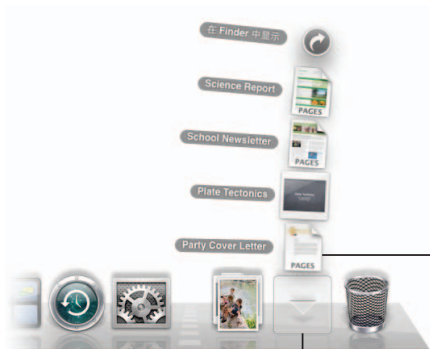 在 Finder 中显示
Science Report
PAGES
School Newsletter
PAGES
Plate Tectonics
Party Cover Letter
PAGES